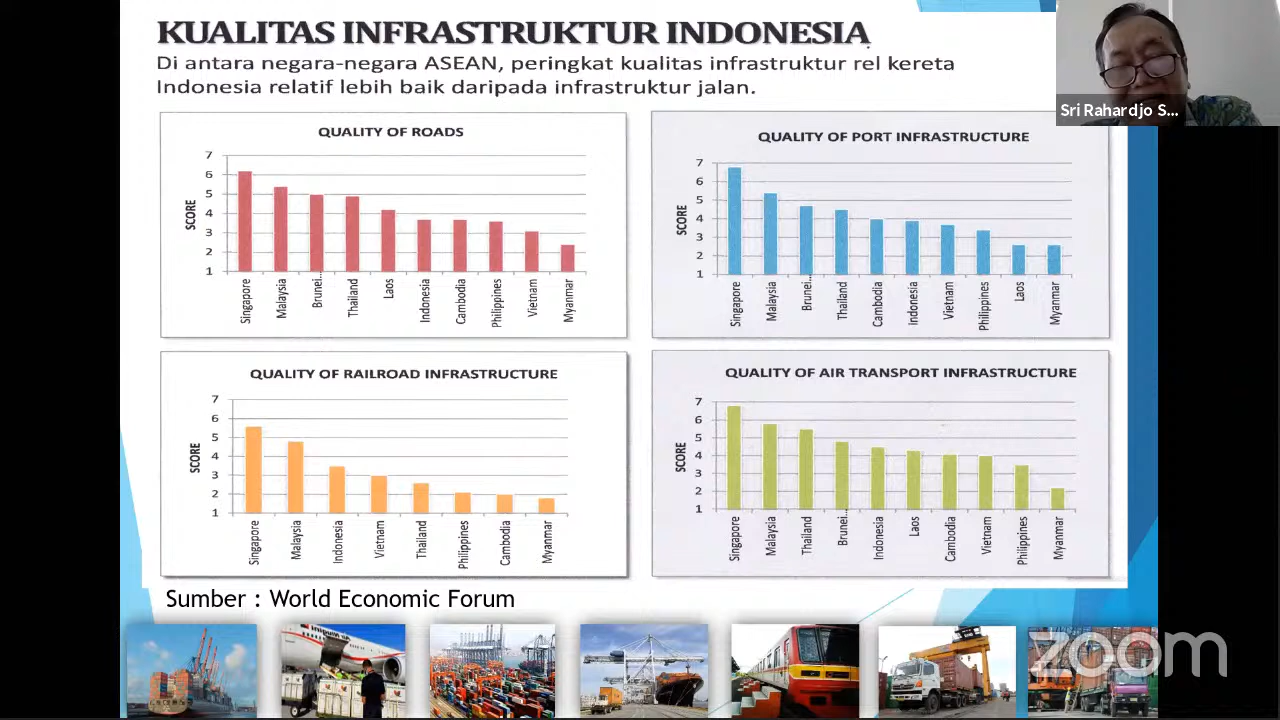 KUALITAS INFRASTRUKTUR INDONESIA
Di antara negara-negara ASEAN, peringkat kualitas infrastruktur rel kereta
Indonesia relatif lebih baik daripada infrastruktur jalan.
Sri Rahardjo S...
QUALITY OF ROADS
SCORE
7
6
5
4
3
2
1
Singapore
Malaysia
Brunei...
Thailand
Laos
Indonesia
Cambodia
Philippines
Vietnam
Myanmar
QUALITY OF PORT INFRASTRUCTURE
SCORE
7
6
5
4
3
2
1
Singapore
Malaysia
Brunei...
Thailand
Cambodia
Indonesia
Vietnam
Philippines
Laos
Myanmar
QUALITY OF RAILROAD INFRASTRUCTURE
SCORE
7
6
5
4
3
2
1
Singapore
Malaysia
Indonesia
Vietnam
Thailand
Philippines
Cambodia
Myanmar
QUALITY OF AIR TRANSPORT INFRASTRUCTURE
SCORE
7
6
5
4
3
2
1
Singapore
Malaysia
Thailand
Brunei...
Indonesia
Laos
Cambodia
Vietnam
Philippines
Myanmar
Sumber : World Economic Forum
zoom